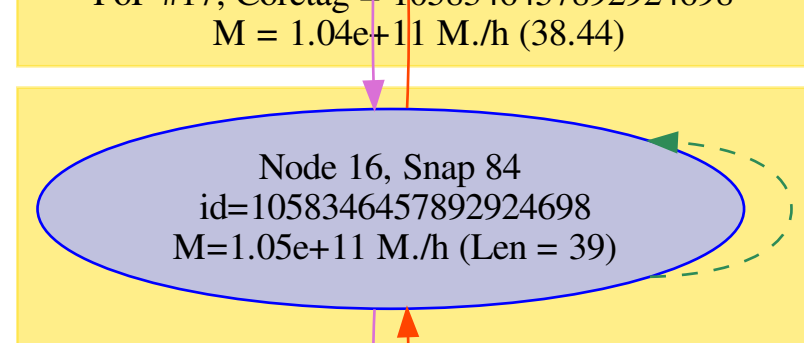 M = 1.04e+11 M./h (38.44)
Node 16, Snap 84
id=1058346457892924698
M=1.05e+11 M./h (Len = 39)